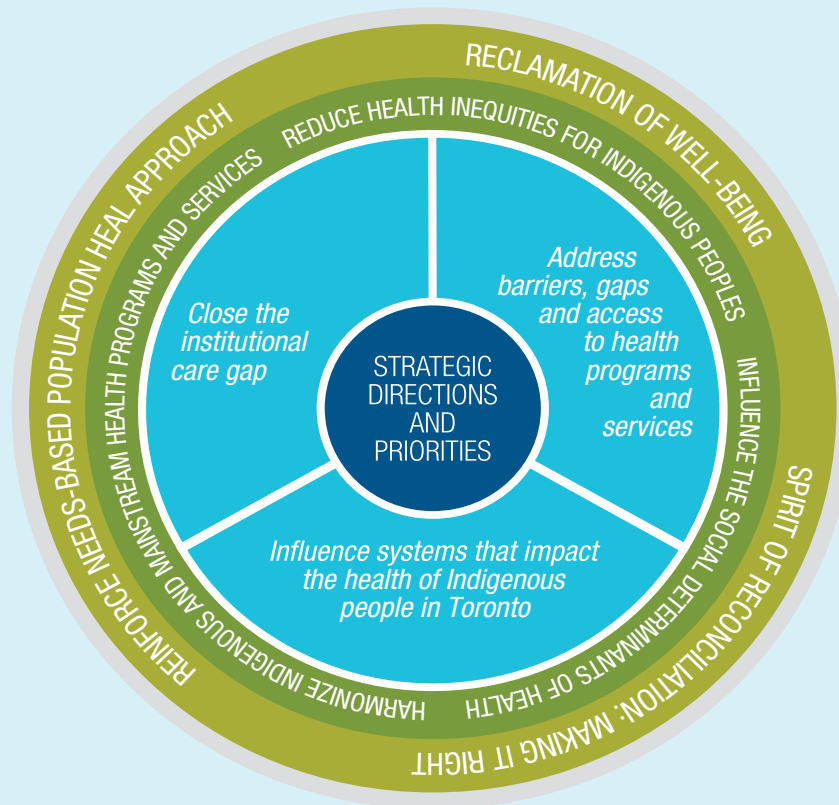 RECLAMATION OF WELL-BEING
SPIRIT OF RECONCILIATION: MAKING IT RIGHT
REINFORCE NEEDS-BASED POPULATION HEAL APPROACH
REDUCE HEALTH INEQUITIES FOR INDIGENOUS PEOPLES
INFLUENCE THE SOCIAL DETERMINANTS OF HEALTH
HARMONIZE INDIGENOUS AND MAINSTREAM HEALTH PROGRAMS AND SERVICES
Close the
institutional
care gap
Address
barriers, gaps
and access
to health
programs
and
services
STRATEGIC
DIRECTIONS
AND
PRIORITIES
Influence systems that impact
the health of Indigenous
people in Toronto